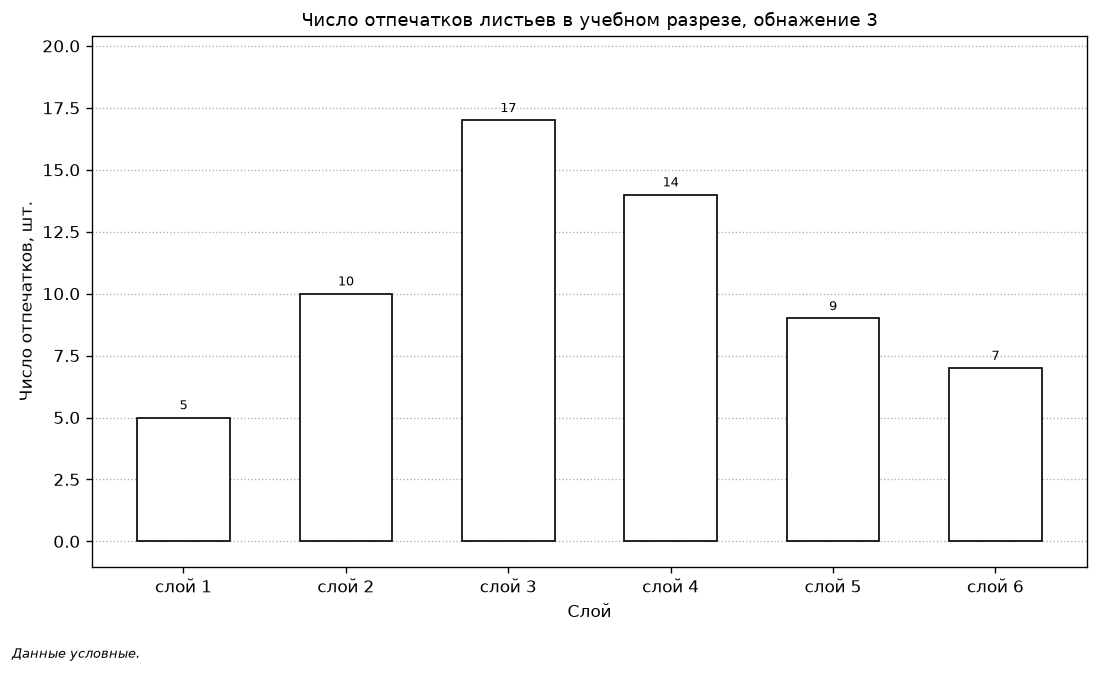 Число отпечатков листьев в учебном разрезе, обнажение 3
Число отпечатков, шт.
20.0
17.5
15.0
12.5
10.0
7.5
5.0
2.5
0.0
5
10
17
14
9
7
слой 1
слой 2
слой 3
слой 4
слой 5
слой 6
Слой
Данные условные.